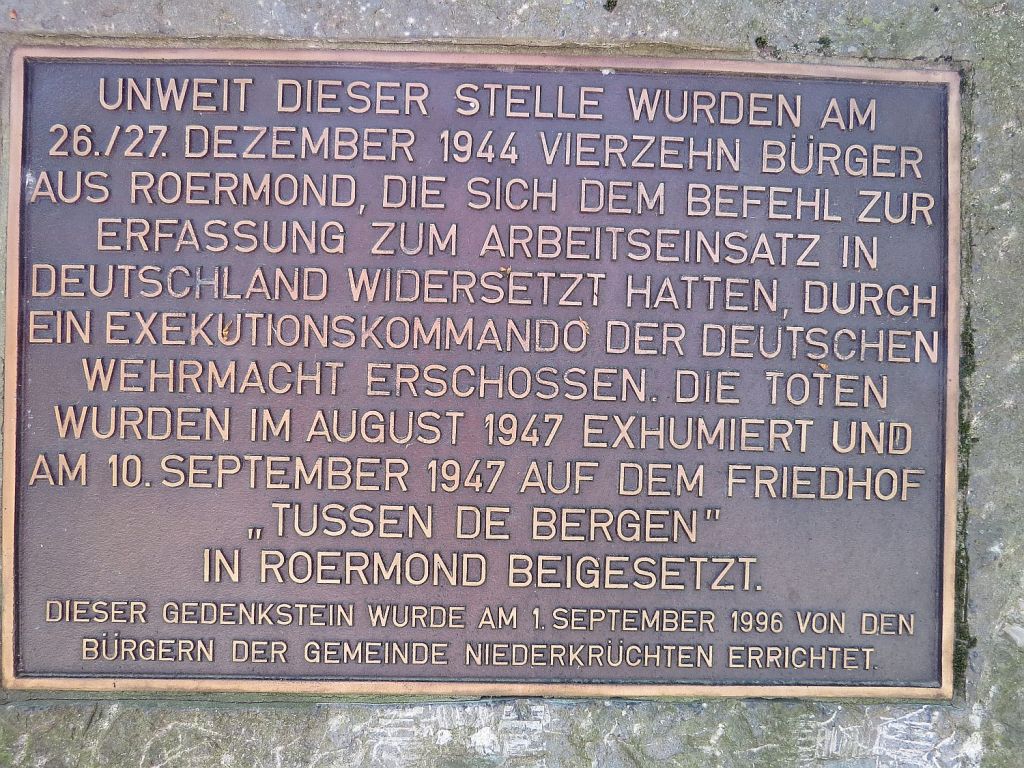 UNWEIT DIESER STELLE WURDEN AM
26./27. DEZEMBER 1944 VIERZEHN BÜRGER
AUS ROERMOND, DIE SICH DEM BEFEHL ZUR
ERFASSUNG ZUM ARBEITSEINSATZ IN
DEUTSCHLAND WIDERSETZT HATTEN, DURCH
EIN EXEKUTIONSKOMMANDO DER DEUTSCHEN
WEHRMACHT ERSCHOSSEN. DIE TOTEN
WURDEN IM AUGUST 1947 EXHUMIERT UND
AM 10. SEPTEMBER 1947 AUF DEM FRIEDHOF
„TUSSEN DE BERGEN"
IN ROERMOND BEIGESETZT.
DIESER GEDENKSTEIN WURDE AM 1. SEPTEMBER 1996 VON DEN
BÜRGERN DER GEMEINDE NIEDERKRÜCHTEN ERRICHTET.